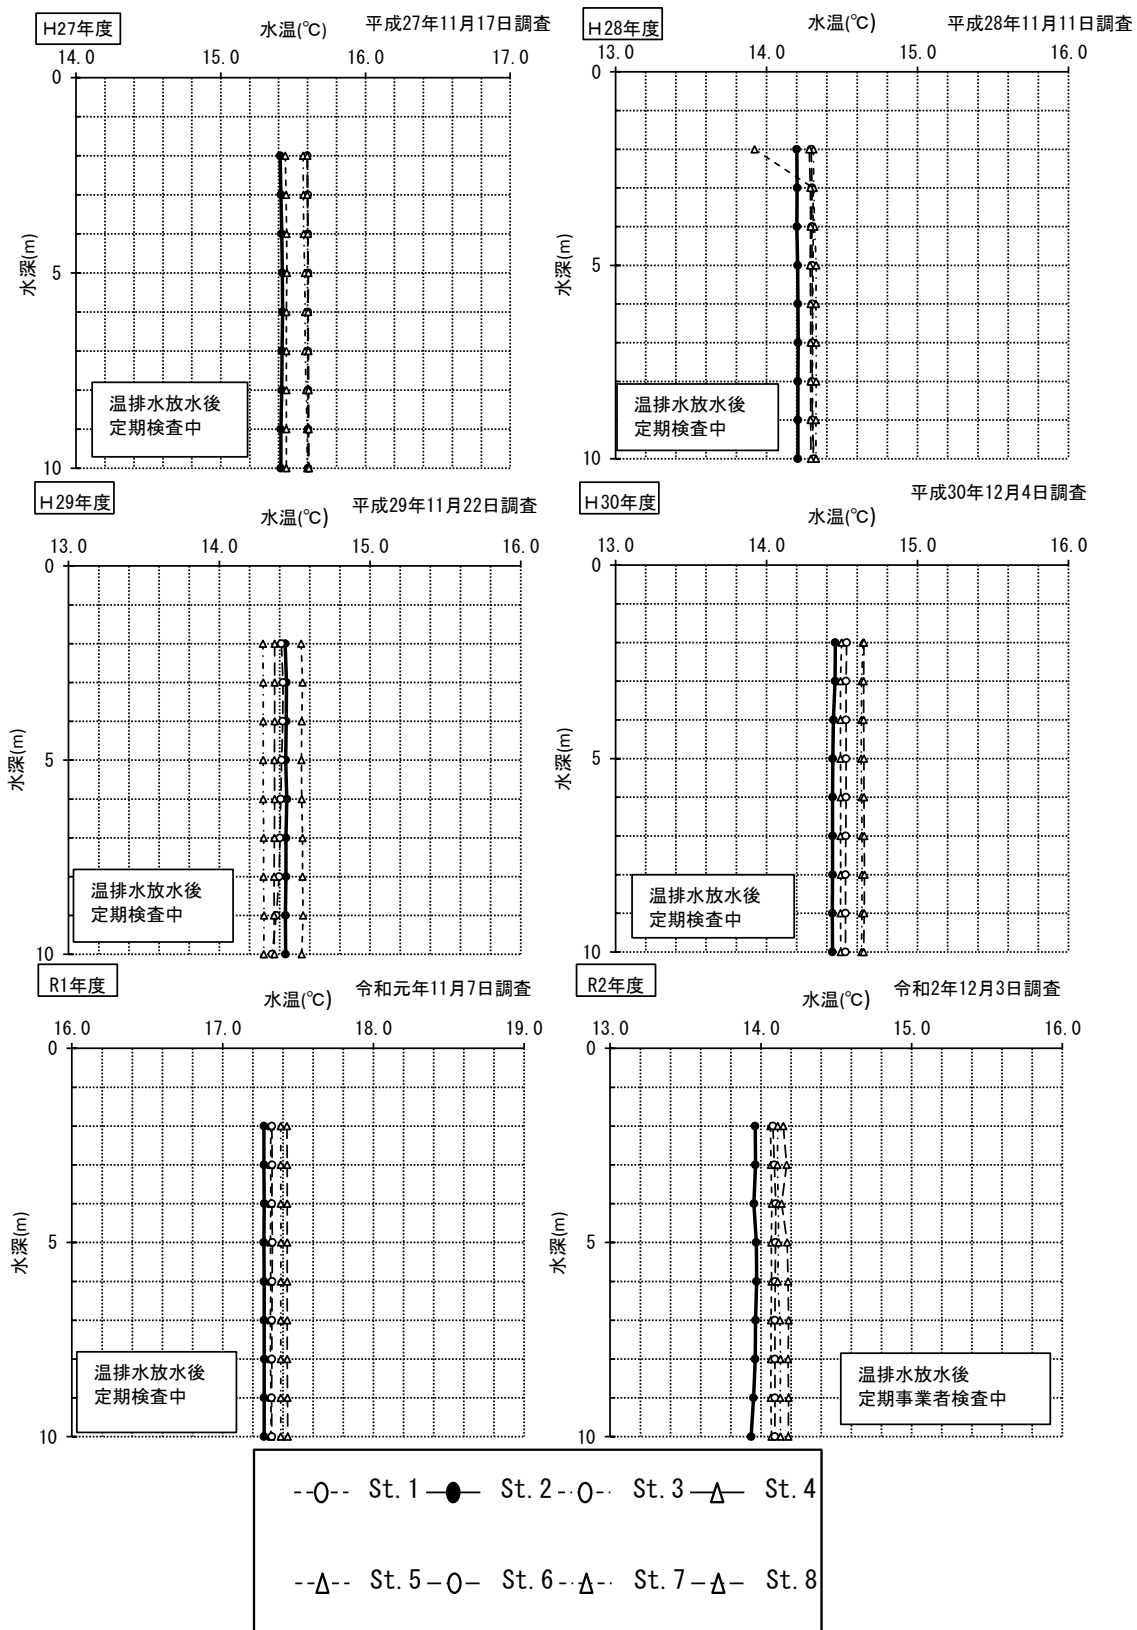 H27年度
水温(℃)
平成27年11月17日調査
14.0 15.0 16.0 17.0
0
5
10
水深(m)
温排水放水後
定期検査中
H28年度
水温(℃)
平成28年11月11日調査
13.0 14.0 15.0 16.0
0
5
10
水深(m)
温排水放水後
定期検査中
H29年度
水温(℃)
平成29年11月22日調査
13.0 14.0 15.0 16.0
0
5
10
水深(m)
温排水放水後
定期検査中
H30年度
水温(℃)
平成30年12月4日調査
13.0 14.0 15.0 16.0
0
5
10
水深(m)
温排水放水後
定期検査中
R1年度
水温(℃)
令和元年11月7日調査
16.0 17.0 18.0 19.0
0
5
10
水深(m)
温排水放水後
定期検査中
R2年度
水温(℃)
令和2年12月3日調査
13.0 14.0 15.0 16.0
0
5
10
水深(m)
温排水放水後
定期事業者検査中
St.1 St.2 St.3 St.4
St.5 St.6 St.7 St.8